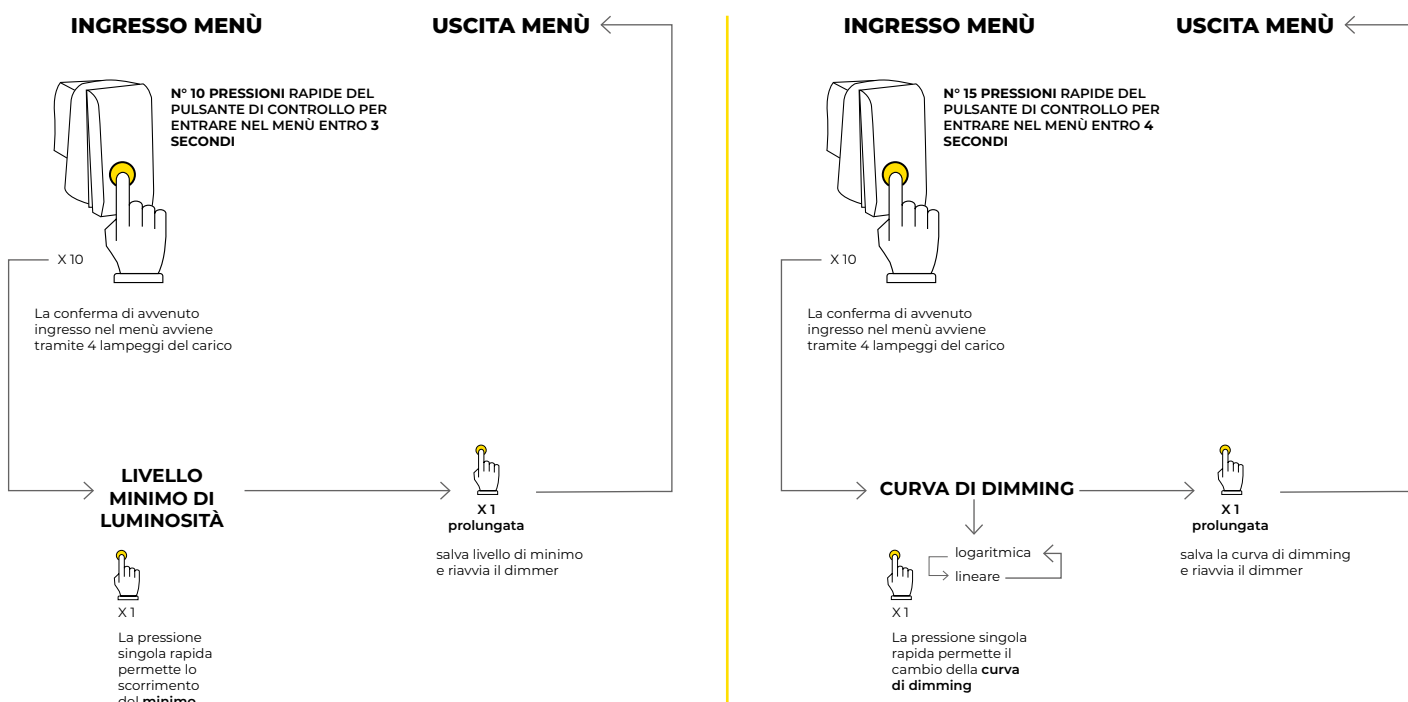 INGRESSO MENÙ
USCITA MENÙ
N° 10 PRESSIONI RAPIDE DEL
PULSANTE DI CONTROLLO PER
ENTRARE NEL MENÙ ENTRO 3
SECONDI
X 10
La conferma di avvenuto
ingresso nel menù avviene
tramite 4 lampeggi del carico
LIVELLO
MINIMO DI
LUMINOSITÀ
X 1
La pressione
singola rapida
permette lo
scorrimento
del minimo
X 1
prolungata
salva livello di minimo
e riavvia il dimmer
INGRESSO MENÙ
USCITA MENÙ
N° 15 PRESSIONI RAPIDE DEL
PULSANTE DI CONTROLLO PER
ENTRARE NEL MENÙ ENTRO 4
SECONDI
X 10
La conferma di avvenuto
ingresso nel menù avviene
tramite 4 lampeggi del carico
CURVA DI DIMMING
logaritmica
lineare
X 1
La pressione singola
rapida permette il
cambio della curva
di dimming
X 1
prolungata
salva la curva di dimming
e riavvia il dimmer